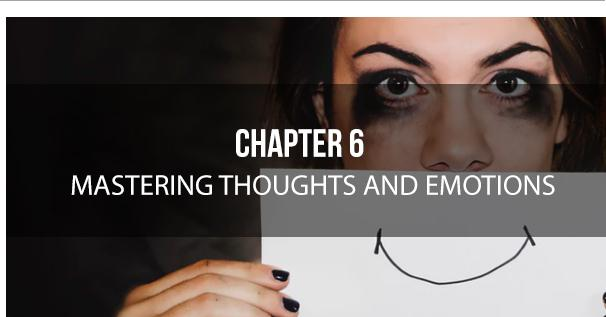 CHAPTER 6
MASTERING THOUGHTS AND EMOTIONS